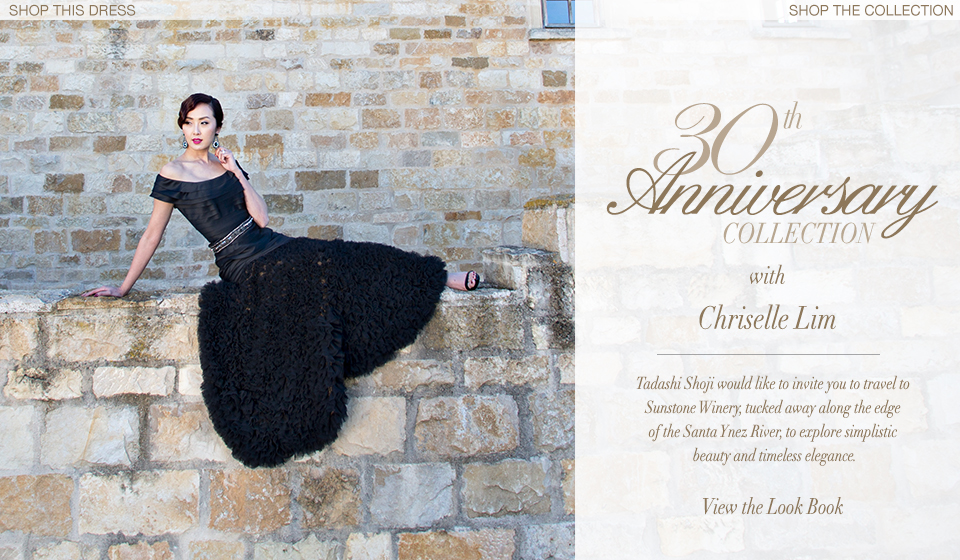 SHOP THIS DRESS
SHOP THE COLLECTION
30th
Anniversary
COLLECTION
with
Chriselle Lim
Tadashi Shoji would like to invite you to travel to
Sunstone Winery, tucked away along the edge
of the Santa Ynez River, to explore simplistic
beauty and timeless elegance.
View the Look Book